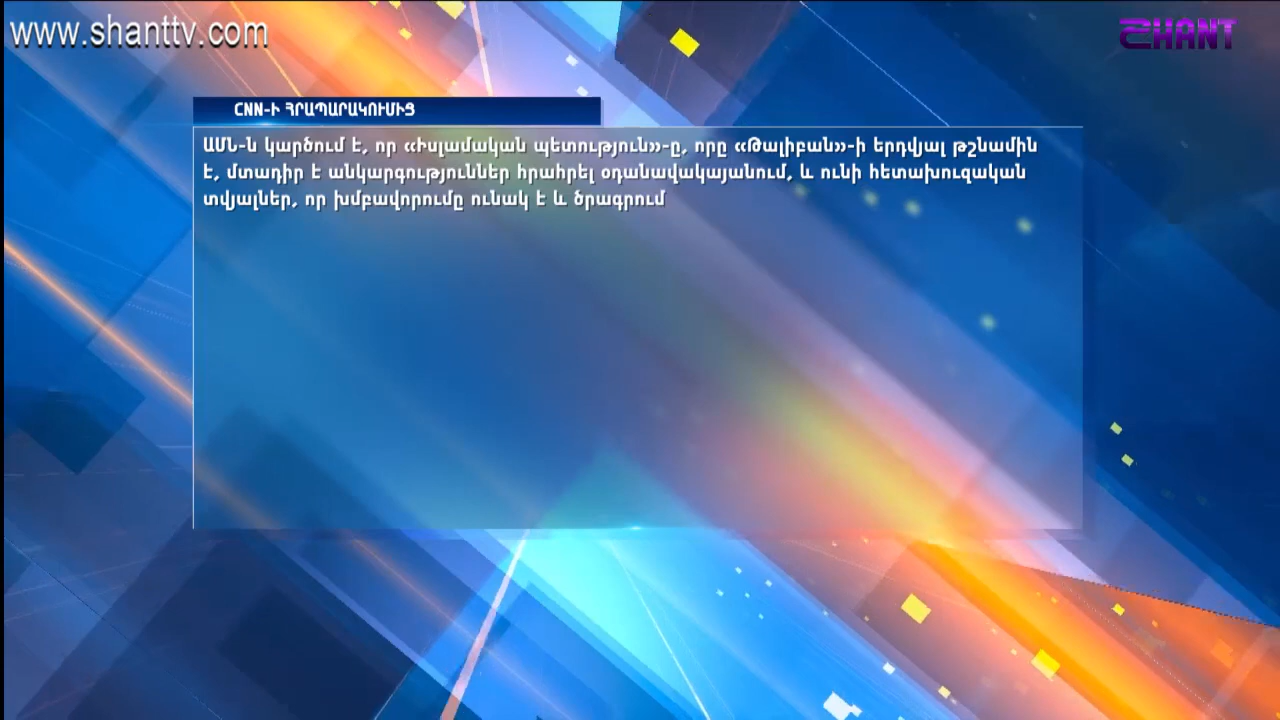 www.shanttv.com
SHANT
CNN-Ի ՀՐԱՊԱՐԱԿՈՒՄԻՑ
ԱՄՆ-ն կարծում է, որ «Իսլամական պետություն»-ը, որը «Թալիբան»-ի երդվյալ թշնամին
է, մտադիր է անկարգություններ հրահրել օդանավակայանում, և ունի հետախուզական
տվյալներ, որ խմբավորումը ունակ է և ծրագրում